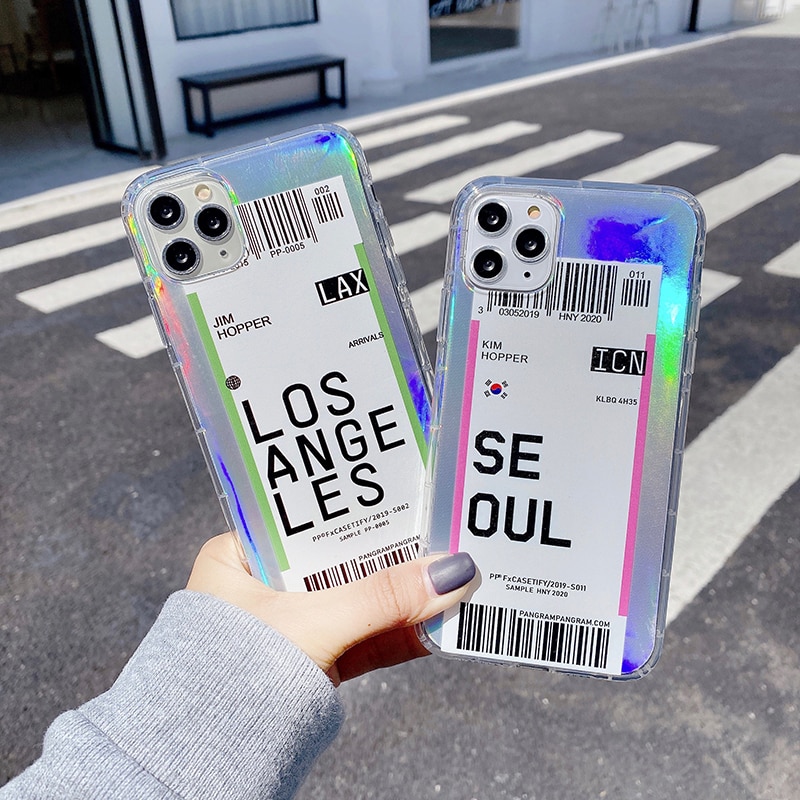 002
PP-0005
LAX
JIM
HOPPER
ARRIVALS
LOS
ANGE
LES
PP®FxCASETIFY/2019-S002
SAMPLE PP-0005
PANGRAMPANGRAM
011
3 03052019 HNY 2020
KIM
HOPPER
ICN
KLBQ 4H35
SE
OUL
PP® FxCASETIFY/2019-S011
SAMPLE HNY 2020
PANGRAMPANGRAM.COM